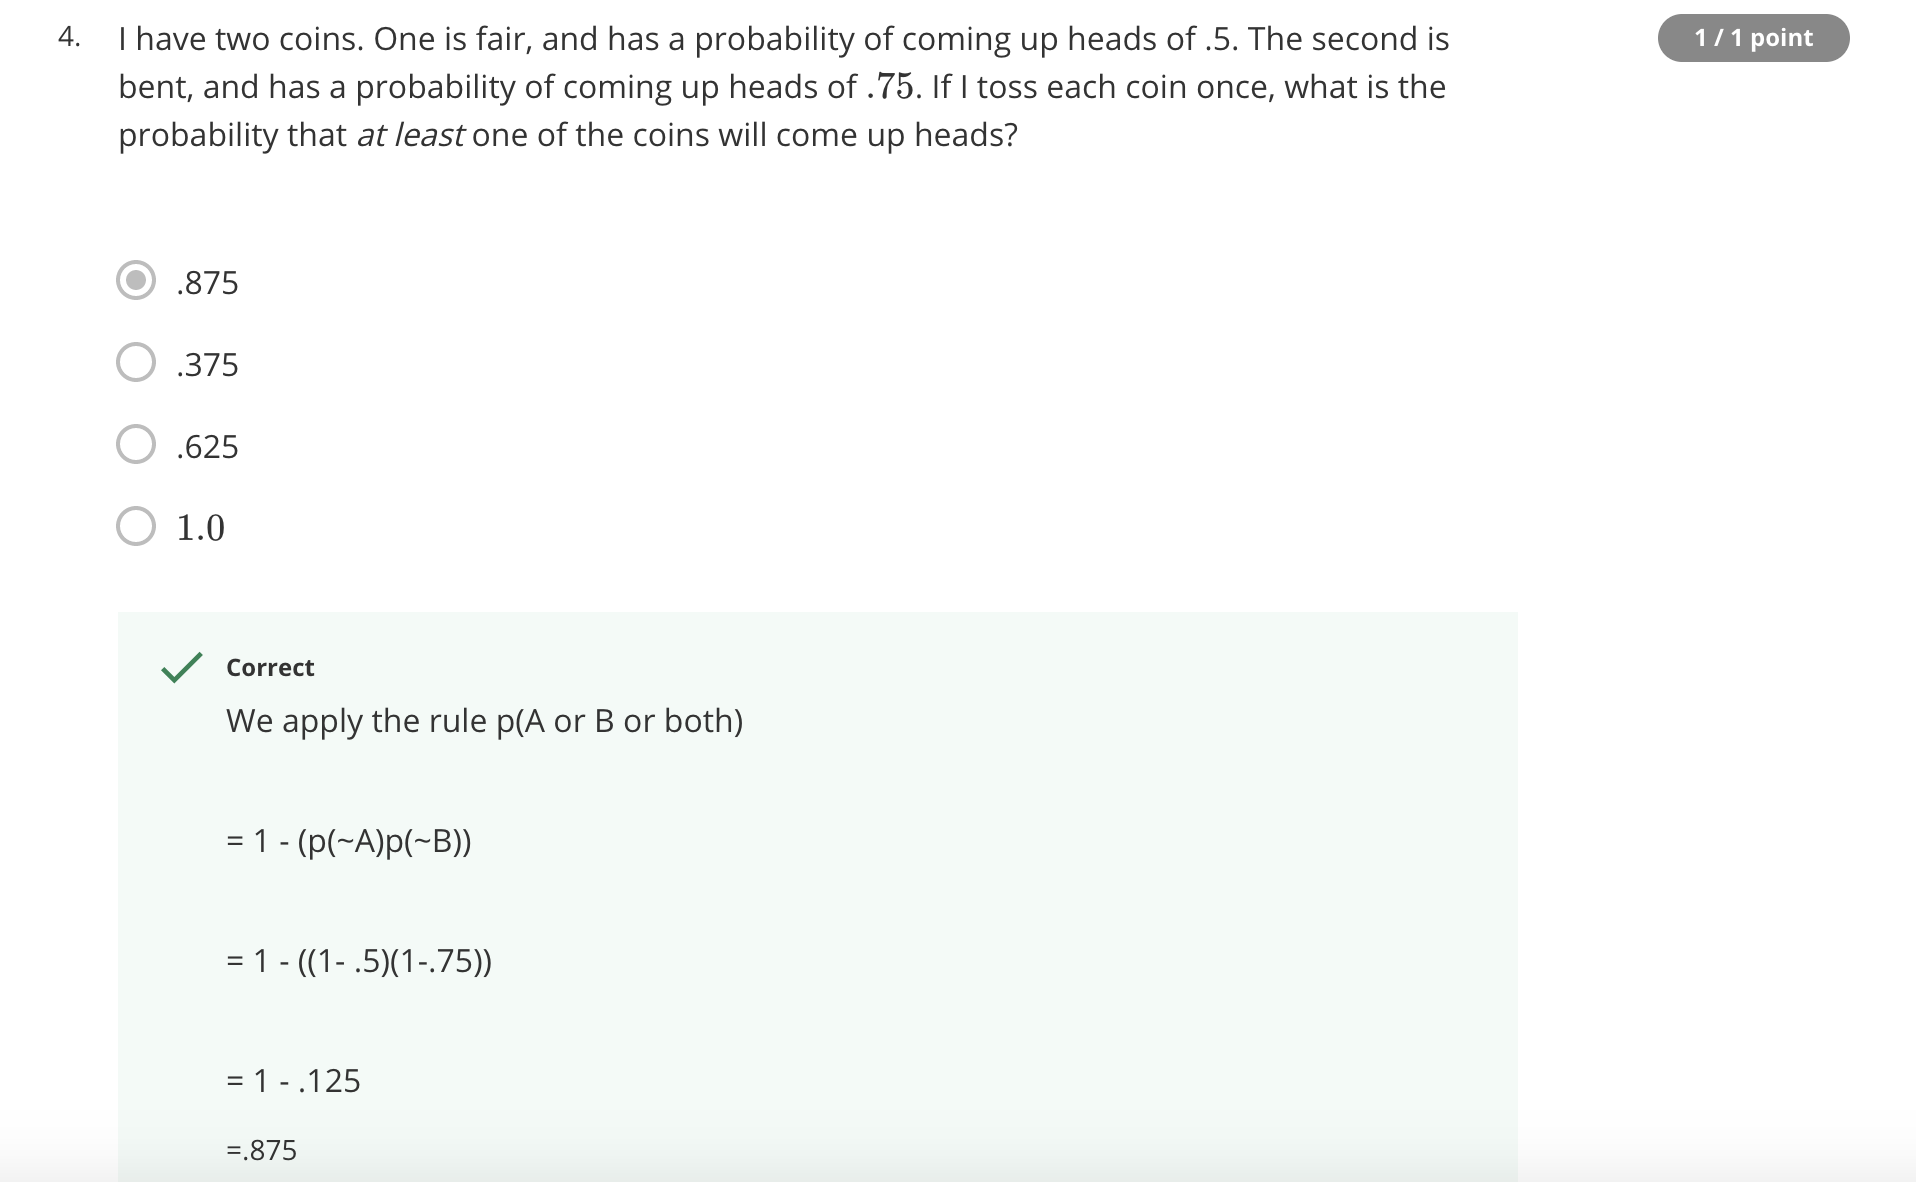 4. I have two coins. One is fair, and has a probability of coming up heads of .5. The second is
1 / 1 point
bent, and has a probability of coming up heads of .75. If I toss each coin once, what is the
probability that at least one of the coins will come up heads?
.875
.375
.625
1.0
Correct
We apply the rule p(A or B or both)
= 1 - (p(~A)p(~B))
= 1 - ((1- .5)(1-.75))
= 1 - .125
=.875